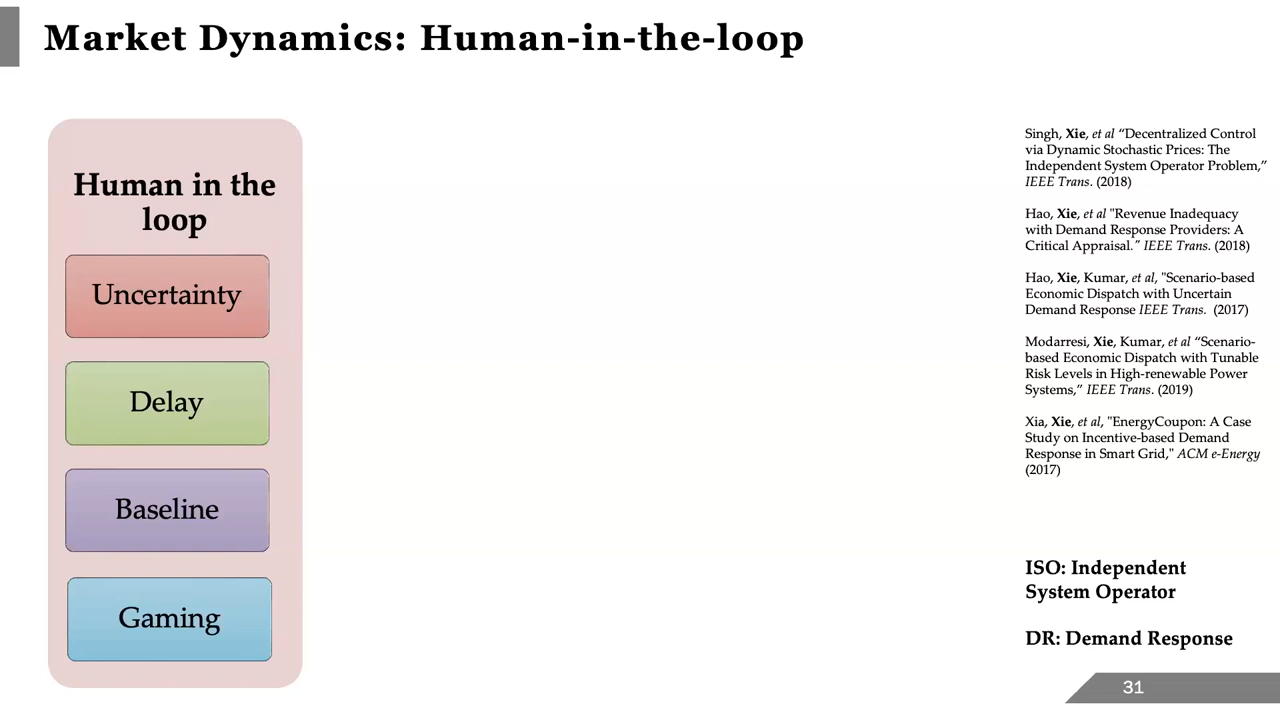 Market Dynamics: Human-in-the-loop
Human in the
loop
Uncertainty
Delay
Baseline
Gaming
Singh, Xie, et al “Decentralized Control
via Dynamic Stochastic Prices: The
Independent System Operator Problem,”
IEEE Trans. (2018)
Hao, Xie, et al "Revenue Inadequacy
with Demand Response Providers: A
Critical Appraisal." IEEE Trans. (2018)
Hao, Xie, Kumar, et al, "Scenario-based
Economic Dispatch with Uncertain
Demand Response IEEE Trans. (2017)
Modarresi, Xie, Kumar, et al “Scenario-
based Economic Dispatch with Tunable
Risk Levels in High-renewable Power
Systems,” IEEE Trans. (2019)
Xia, Xie, et al, "EnergyCoupon: A Case
Study on Incentive-based Demand
Response in Smart Grid," ACM e-Energy
(2017)
ISO: Independent
System Operator
DR: Demand Response
31